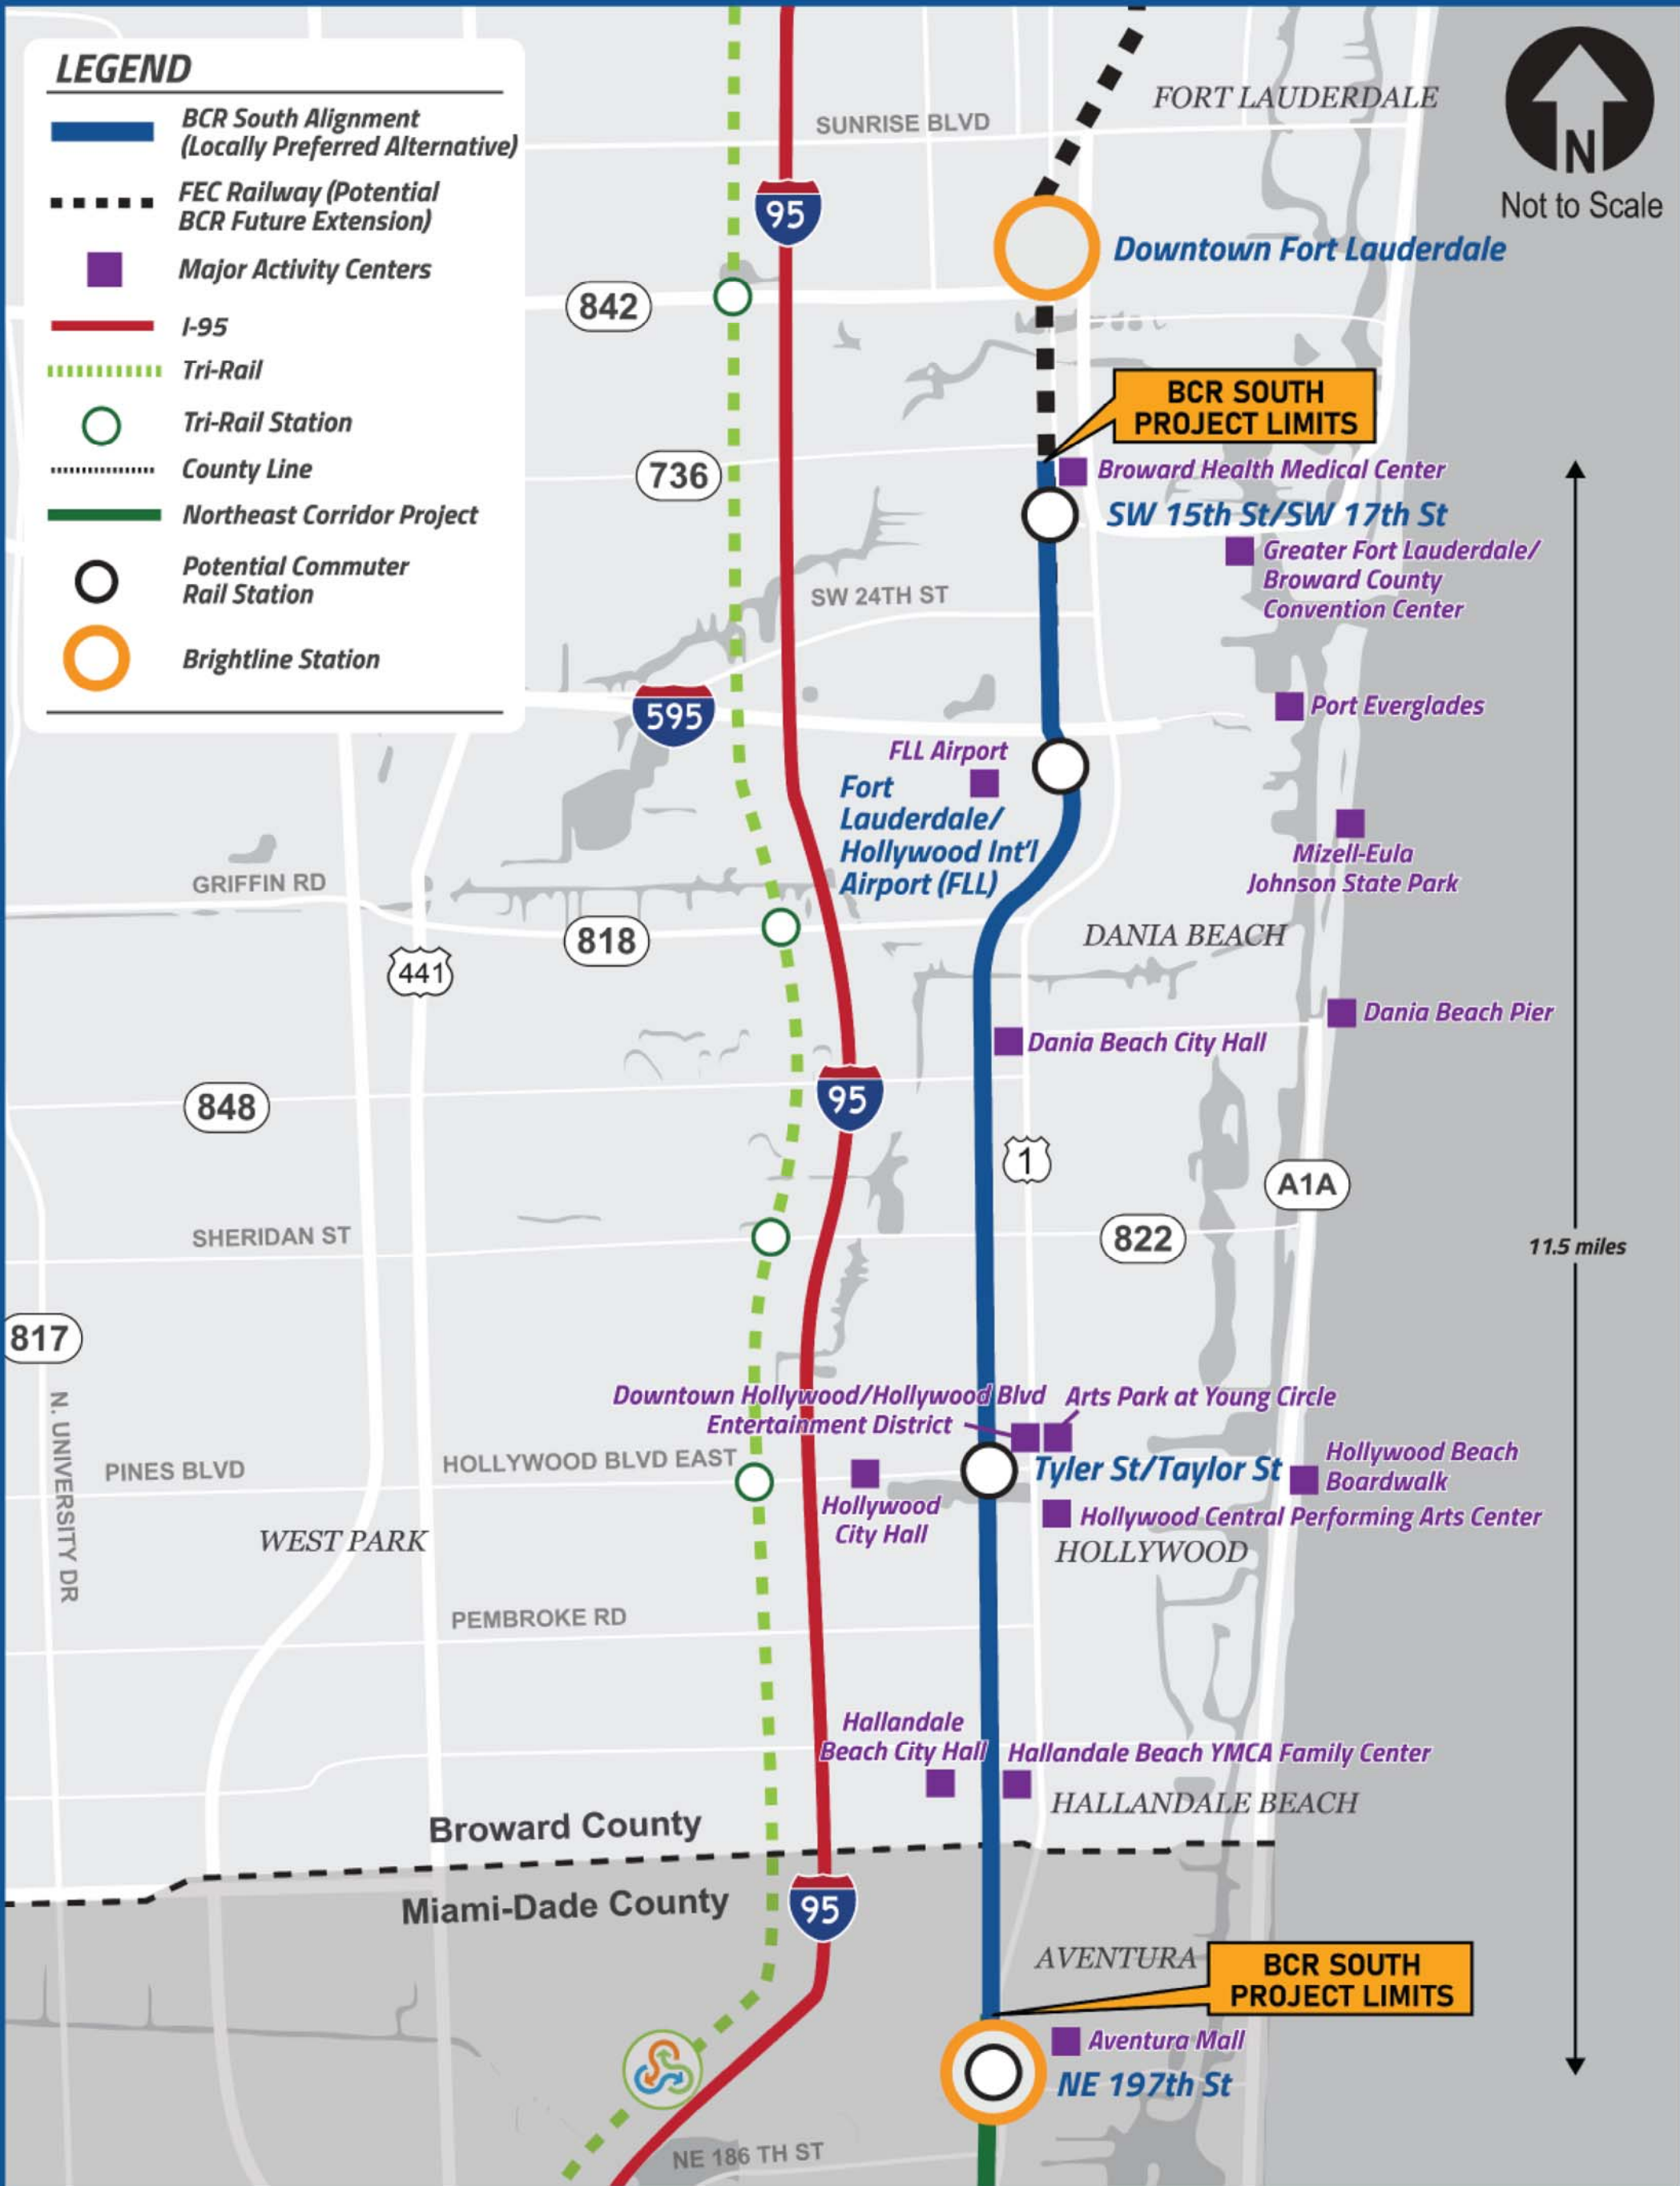 LEGEND
BCR South Alignment
(Locally Preferred Alternative)
FEC Railway (Potential
BCR Future Extension)
Major Activity Centers
I-95
Tri-Rail
Tri-Rail Station
County Line
Northeast Corridor Project
Potential Commuter
Rail Station
Brightline Station
FORT LAUDERDALE
SUNRISE BLVD
N
Not to Scale
95
Downtown Fort Lauderdale
842
BCR SOUTH
PROJECT LIMITS
736
Broward Health Medical Center
SW 15th St/SW 17th St
Greater Fort Lauderdale/
Broward County
Convention Center
SW 24TH ST
595
Port Everglades
FLL Airport
Fort
Lauderdale/
Hollywood Int'l
Airport (FLL)
Mizell-Eula
Johnson State Park
GRIFFIN RD
818
441
DANIA BEACH
Dania Beach Pier
Dania Beach City Hall
848
95
1
A1A
SHERIDAN ST
822
11.5 miles
817
N. UNIVERSITY DR
Downtown Hollywood/Hollywood Blvd
Entertainment District
Arts Park at Young Circle
PINES BLVD
HOLLYWOOD BLVD EAST
Tyler St/Taylor St
Hollywood Beach
Boardwalk
Hollywood
City Hall
Hollywood Central Performing Arts Center
WEST PARK
HOLLYWOOD
PEMBROKE RD
Hallandale
Beach City Hall
Hallandale Beach YMCA Family Center
HALLANDALE BEACH
Broward County
Miami-Dade County
95
AVENTURA
BCR SOUTH
PROJECT LIMITS
Aventura Mall
NE 197th St
NE 186 TH ST